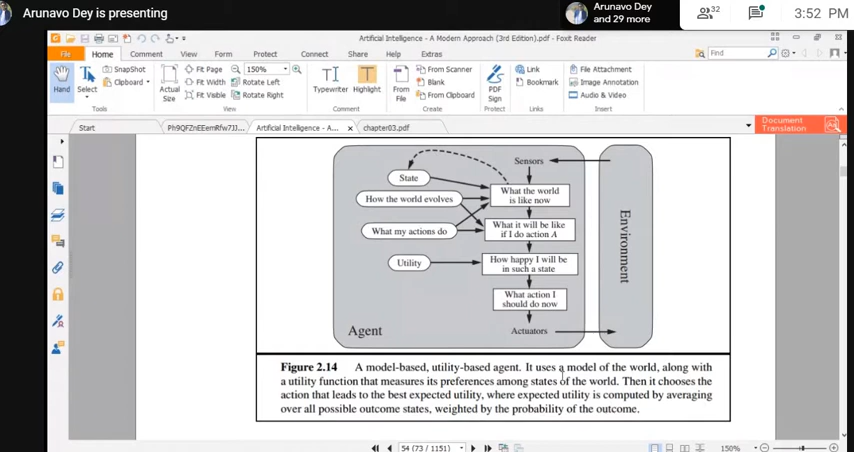 Arunavo Dey is presenting
Arunavo Dey
and 29 more
32
3:52 PM
Artificial Intelligence - A Modern Approach (3rd Edition).pdf - Foxit Reader
File Home Comment View Form Protect Connect Share Help Extras
Find
Hand
Select
SnapShot
Clipboard
Tools
Actual
Size
Fit Page
Fit Width
Fit Visible
150%
Rotate Left
Rotate Right
View
Typewriter
Highlight
Comment
From
File
From Scanner
Blank
From Clipboard
Create
PDF
Sign
Protect
Link
Bookmark
Links
File Attachment
Image Annotation
Audio & Video
Insert
Start
Ph9QFZnEEemRfw7JJ...
Artificial Intelligence - A...
chapter03.pdf
Document
Translation
Sensors
State
What the world
is like now
How the world evolves
What my actions do
What it will be like
if I do action A
Utility
How happy I will be
in such a state
What action I
should do now
Agent
Actuators
Environment
Figure 2.14 A model-based, utility-based agent. It uses a model of the world, along with
a utility function that measures its preferences among states of the world. Then it chooses the
action that leads to the best expected utility, where expected utility is computed by averaging
over all possible outcome states, weighted by the probability of the outcome.
54 (73 / 1151)
150%